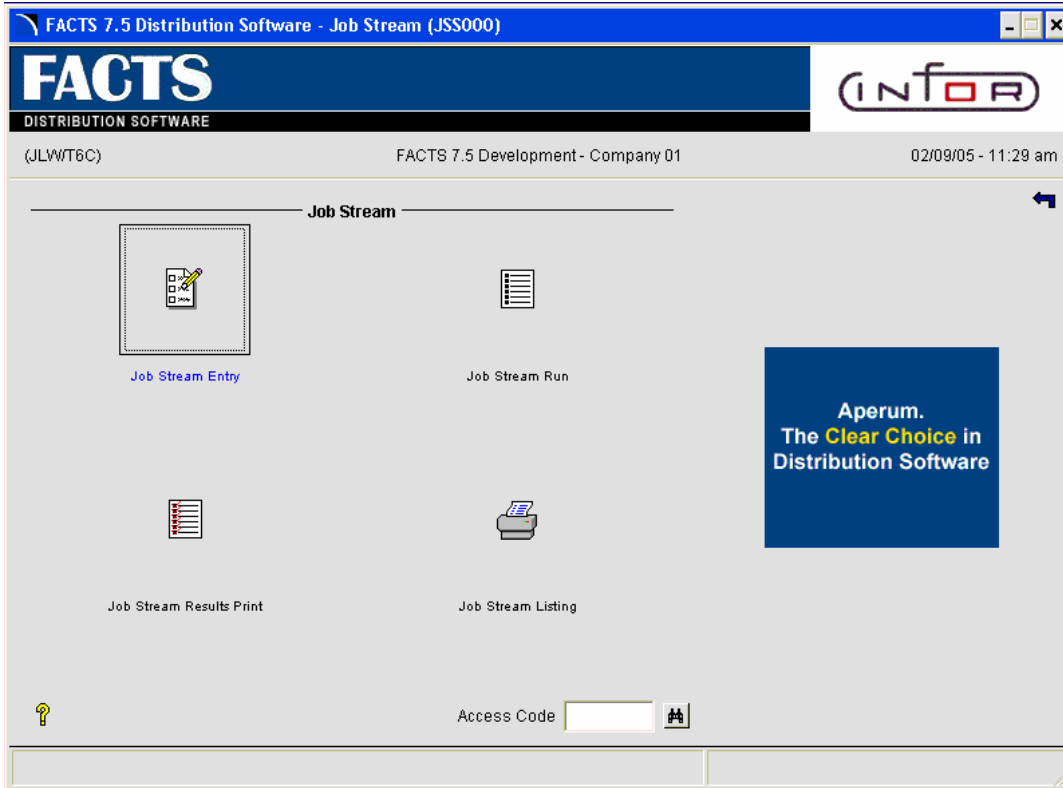 FACTS 7.5 Distribution Software - Job Stream (JSS000)
FACTS
DISTRIBUTION SOFTWARE
infor
(JLW/T6C)
FACTS 7.5 Development - Company 01
02/09/05 - 11:29 am
Job Stream
Job Stream Entry
Job Stream Run
Aperum.
The Clear Choice in
Distribution Software
Job Stream Results Print
Job Stream Listing
Access Code